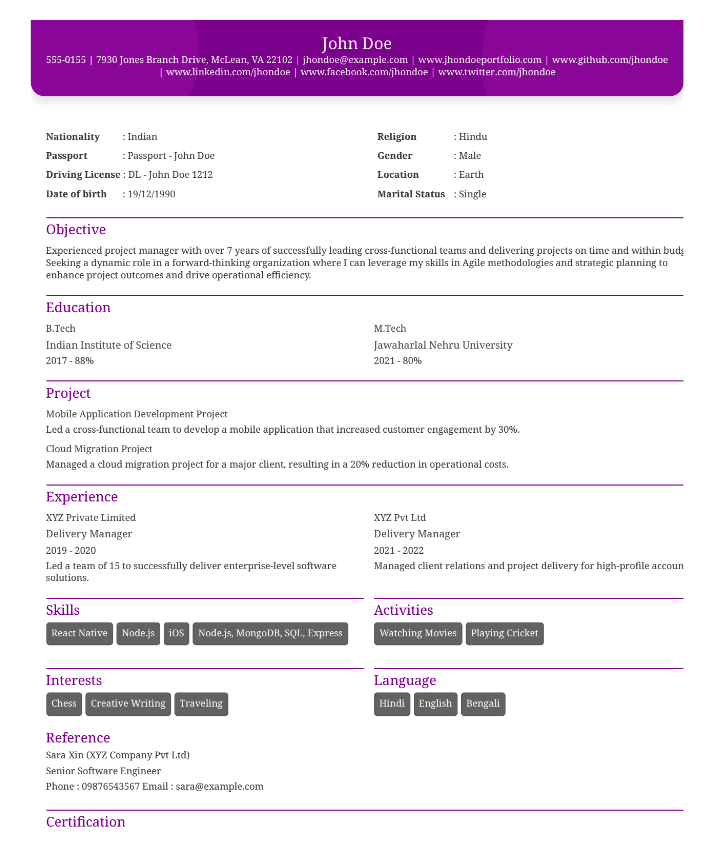 John Doe
555-0155 | 7930 Jones Branch Drive, McLean, VA 22102 | jhondoe@example.com | www.jhondoeportfolio.com | www.github.com/jhondoe
| www.linkedin.com/jhondoe | www.facebook.com/jhondoe | www.twitter.com/jhondoe
Nationality : Indian
Religion : Hindu
Passport : Passport - John Doe
Gender : Male
Driving License : DL - John Doe 1212
Location : Earth
Date of birth : 19/12/1990
Marital Status : Single
Objective
Experienced project manager with over 7 years of successfully leading cross-functional teams and delivering projects on time and within
Seeking a dynamic role in a forward-thinking organization where I can leverage my skills in Agile methodologies and strategic planning to
enhance project outcomes and drive operational efficiency.
Education
B.Tech
Indian Institute of Science
2017 - 88%
M.Tech
Jawaharlal Nehru University
2021 - 80%
Project
Mobile Application Development Project
Led a cross-functional team to develop a mobile application that increased customer engagement by 30%.
Cloud Migration Project
Managed a cloud migration project for a major client, resulting in a 20% reduction in operational costs.
Experience
XYZ Private Limited
Delivery Manager
2019 - 2020
Led a team of 15 to successfully deliver enterprise-level software
solutions.
XYZ Pvt Ltd
Delivery Manager
2021 - 2022
Managed client relations and project delivery for high-profile
Skills
React Native
Node.js
iOS
Node.js, MongoDB, SQL, Express
Activities
Watching Movies
Playing Cricket
Interests
Chess
Creative Writing
Traveling
Language
Hindi
English
Bengali
Reference
Sara Xin (XYZ Company Pvt Ltd)
Senior Software Engineer
Phone : 09876543567 Email : sara@example.com
Certification